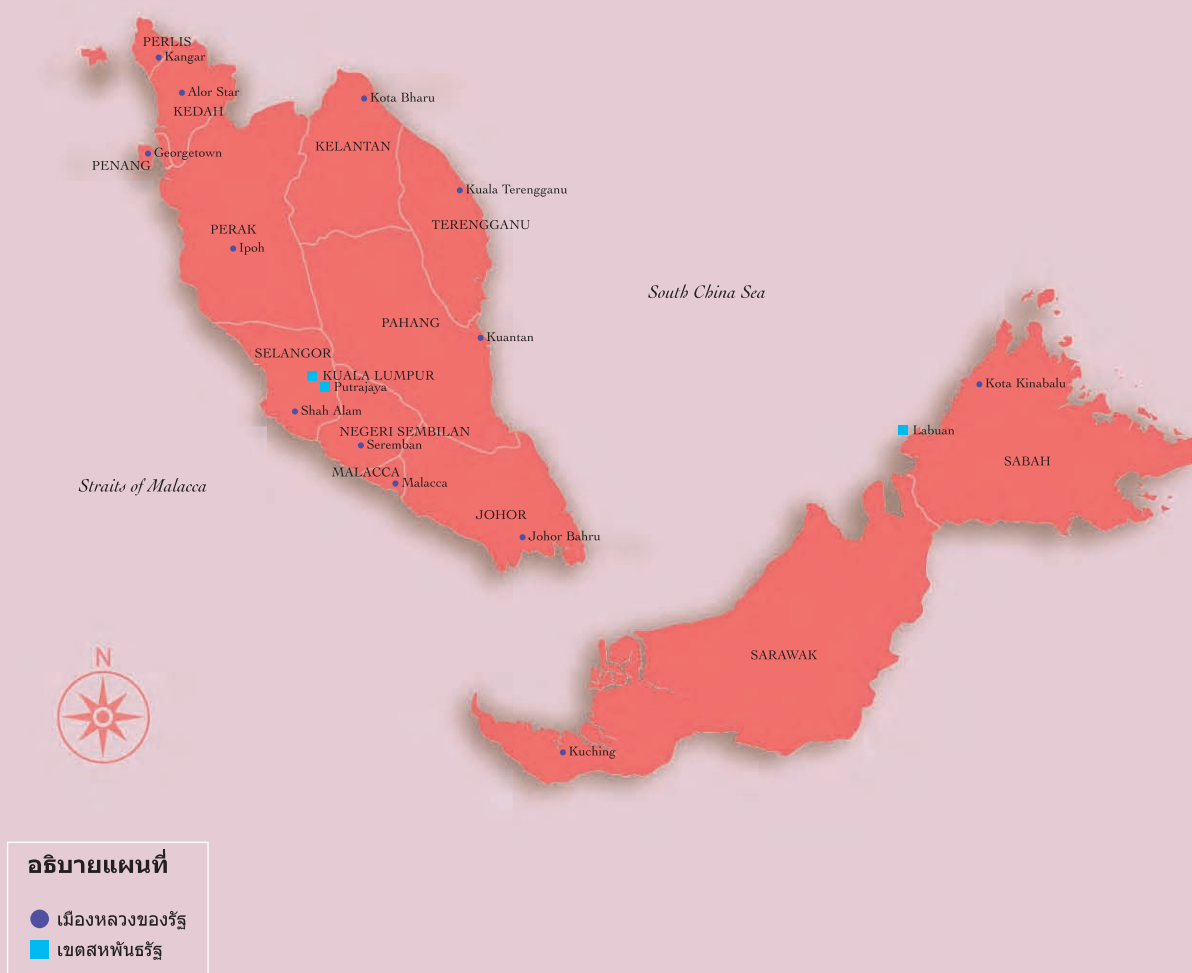 PERLIS
Kangar
Alor Star
KEDAH
Kota Bharu
KELANTAN
Georgetown
PENANG
Kuala Terengganu
TERENGGANU
PERAK
Ipoh
South China Sea
PAHANG
Kuantan
SELANGOR
KUALA LUMPUR
Putrajaya
Kota Kinabalu
Shah Alam
NEGERI SEMBILAN
Seremban
Labuan
SABAH
MALACCA
Malacca
Straits of Malacca
JOHOR
Johor Bahru
SARAWAK
N
Kuching
อธิบายแผนที่
เมืองหลวงของรัฐ
เขตสหพันธรัฐ